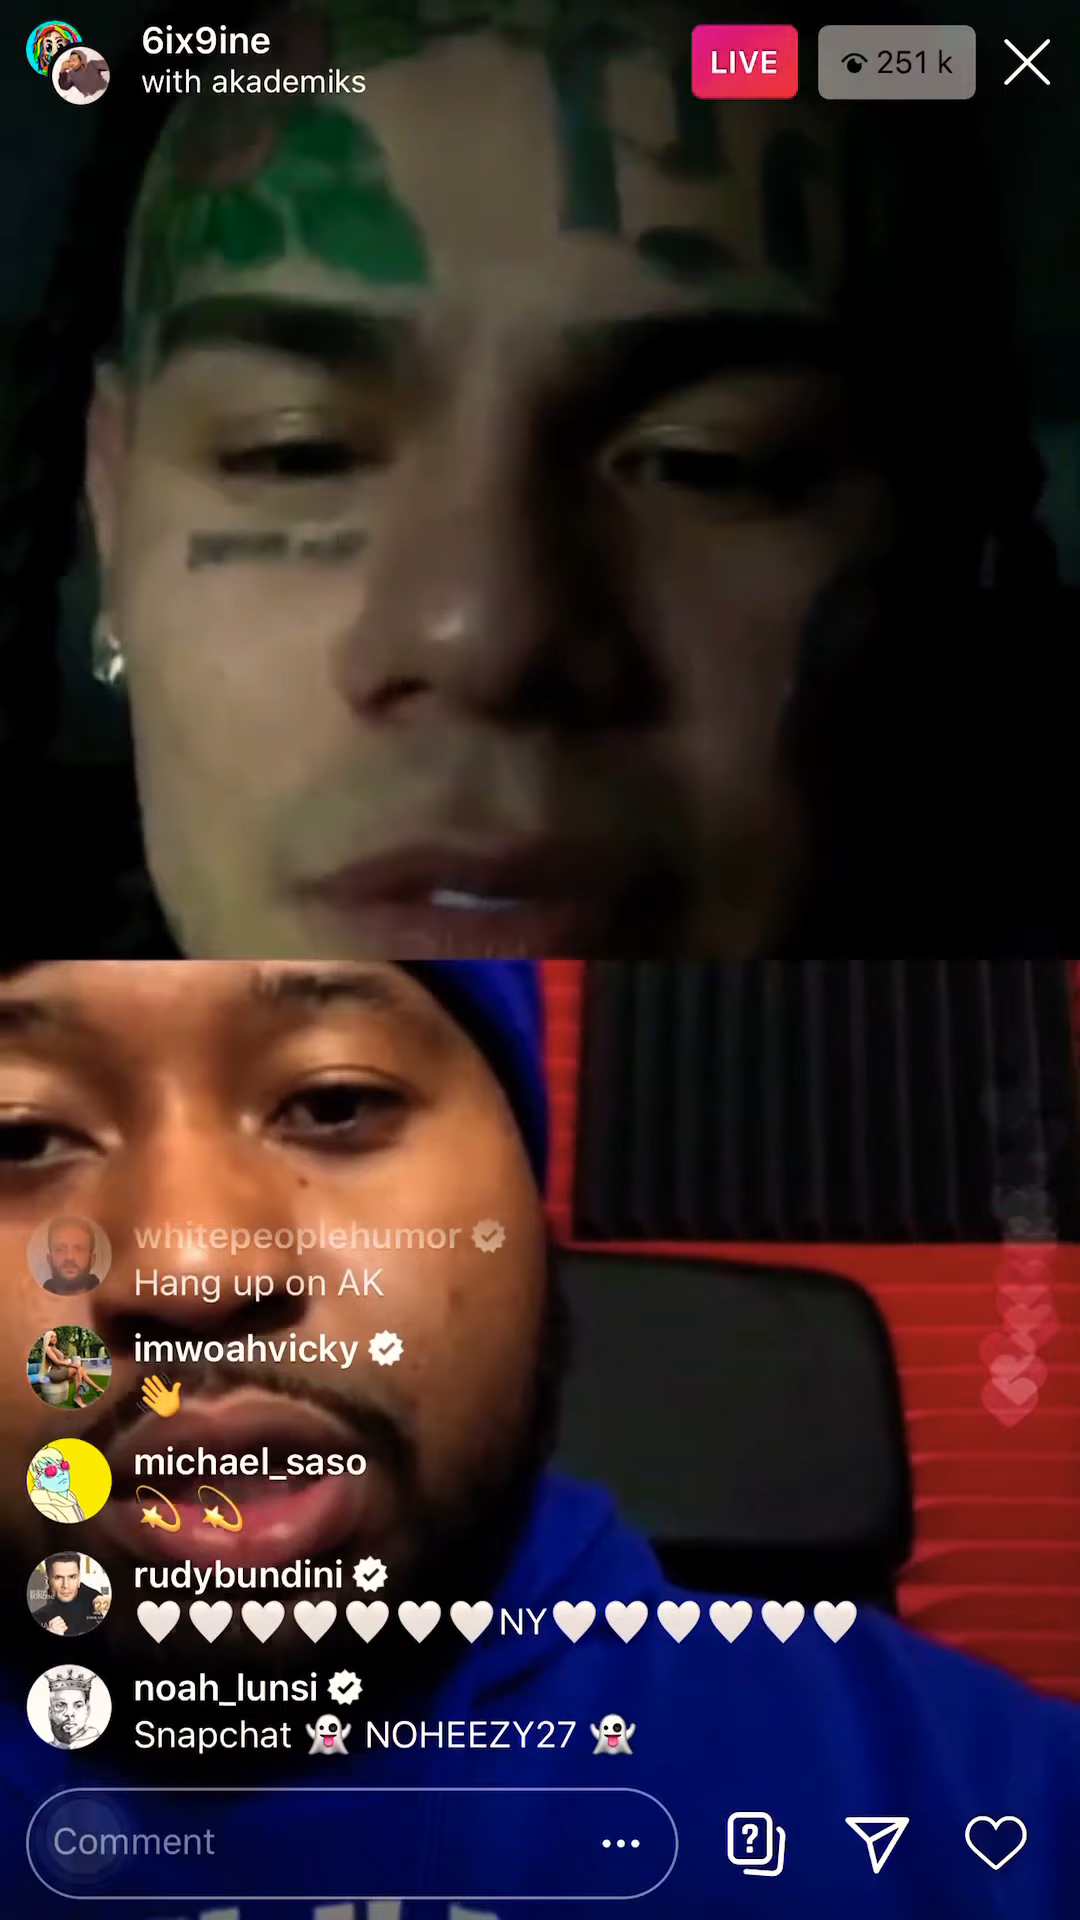 6ix9ine
with akademiks
LIVE
251 k
whitepeoplehumor
Hang up on AK
imwoahvicky
👋
michael_saso
💫 💫
rudybundini
🤍🤍🤍🤍🤍🤍🤍NY🤍🤍🤍🤍🤍🤍
noah_lunsi
Snapchat 👻 NOHEEZY27 👻
Comment